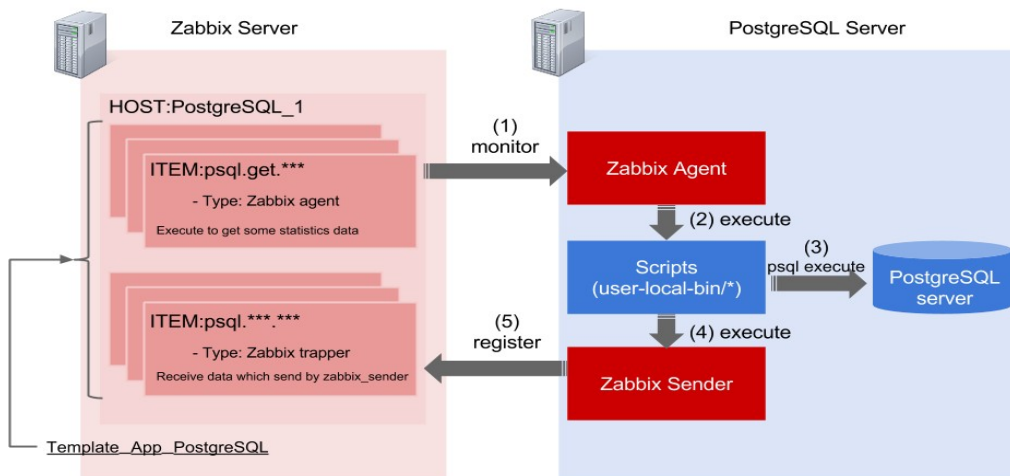 Zabbix Server
PostgreSQL Server
HOST:PostgreSQL_1
ITEM:psql.get.***
- Type: Zabbix agent
Execute to get some statistics data
(1)
monitor
Zabbix Agent
(2) execute
Scripts
(user-local-bin/*)
(3)
psql execute
PostgreSQL
server
ITEM:psql.***.***
- Type: Zabbix trapper
Receive data which send by zabbix_sender
(5)
register
(4) execute
Zabbix Sender
Template_App_PostgreSQL